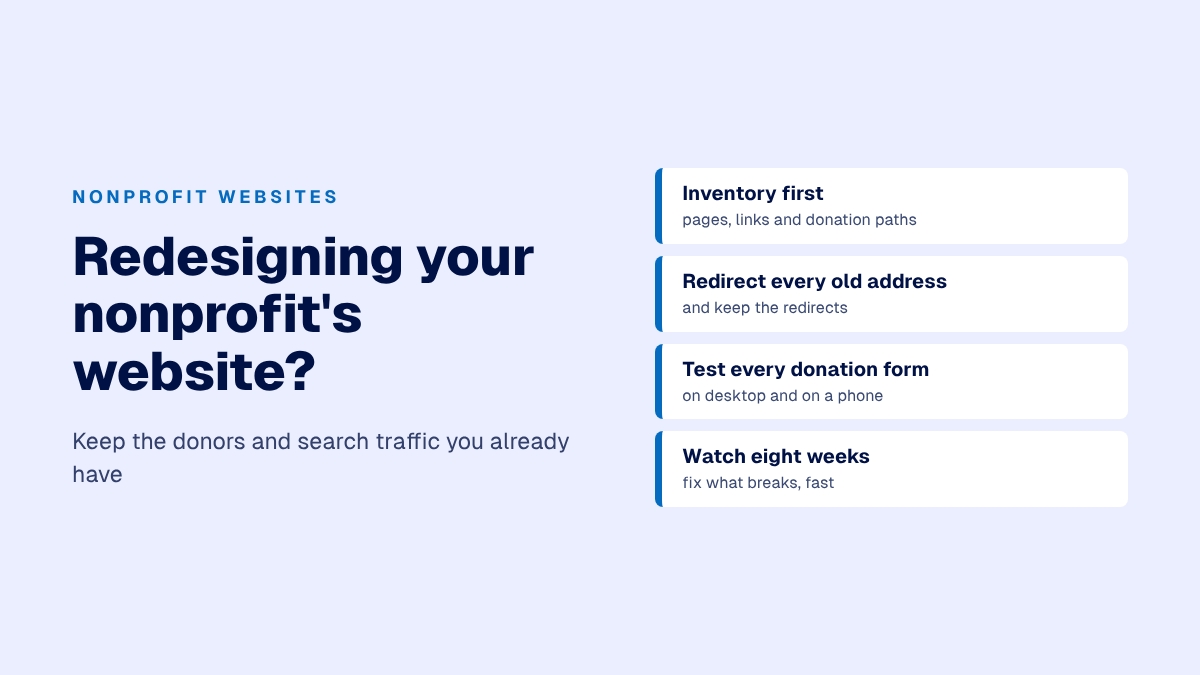 NONPROFIT WEBSITES
Redesigning your
nonprofit's
website?
Keep the donors and search traffic you already
have
Inventory first
pages, links and donation paths
Redirect every old address
and keep the redirects
Test every donation form
on desktop and on a phone
Watch eight weeks
fix what breaks, fast